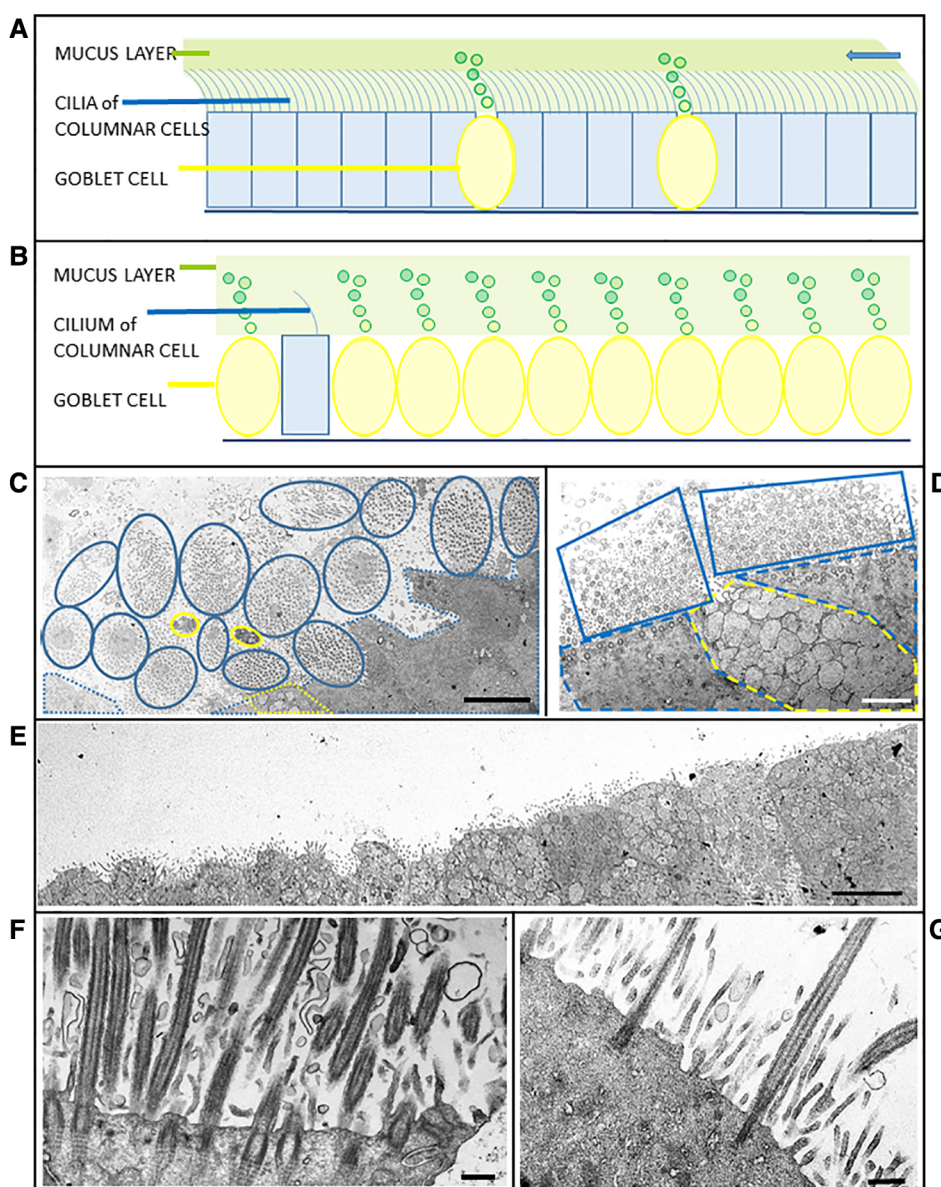 A
MUCUS LAYER
CILIA of
COLUMNAR CELLS
GOBLET CELL
B
MUCUS LAYER
CILIUM of
COLUMNAR CELL
GOBLET CELL
C
D
E
F
G